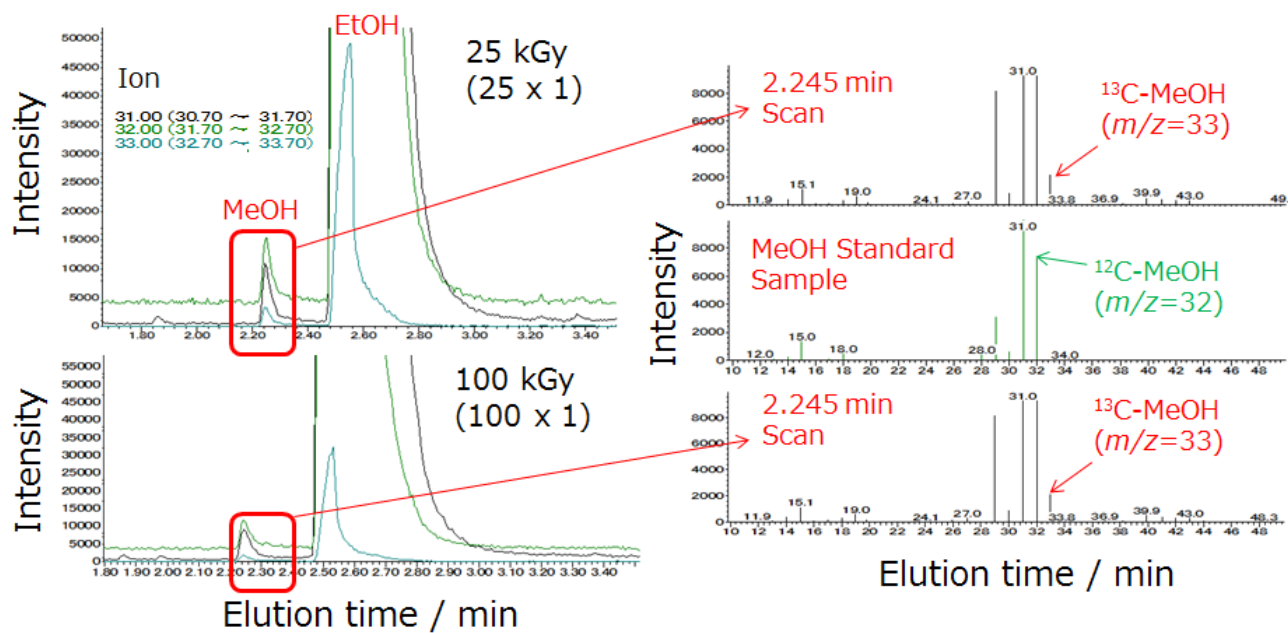 50000
45000
40000
35000
30000
25000
20000
15000
10000
5000
0
Intensity
Ion
31.00 (30.70 ~ 31.70)
32.00 (31.70 ~ 32.70)
33.00 (32.70 ~ 33.70)
EtOH
25 kGy
(25 x 1)
MeOH
1.80 2.00 2.20 2.40 2.60 2.80 3.00 3.20 3.40
55000
50000
45000
40000
35000
30000
25000
20000
15000
10000
5000
0
Intensity
100 kGy
(100 x 1)
1.80 1.90 2.00 2.10 2.20 2.30 2.40 2.50 2.60 2.70 2.80 2.90 3.00 3.10 3.20 3.30 3.40
Elution time / min
8000
6000
4000
2000
0
Intensity
2.245 min
Scan
31.0
¹³C-MeOH
(m/z=33)
11.9 15.1 19.0 24.1 27.0 33.8 36.9 39.9 43.0 49.
8000
6000
4000
2000
0
Intensity
MeOH Standard
Sample
31.0
¹²C-MeOH
(m/z=32)
12.0 15.0 18.0 28.0 34.0
10 12 14 16 18 20 22 24 26 28 30 32 34 36 38 40 42 44 46 48
8000
6000
4000
2000
0
2.245 min
Scan
31.0
¹³C-MeOH
(m/z=33)
11.9 15.1 19.0 24.1 27.0 33.8 36.9 39.9 43.0 48.3
10 12 14 16 18 20 22 24 26 28 30 32 34 36 38 40 42 44 46 48
Elution time / min